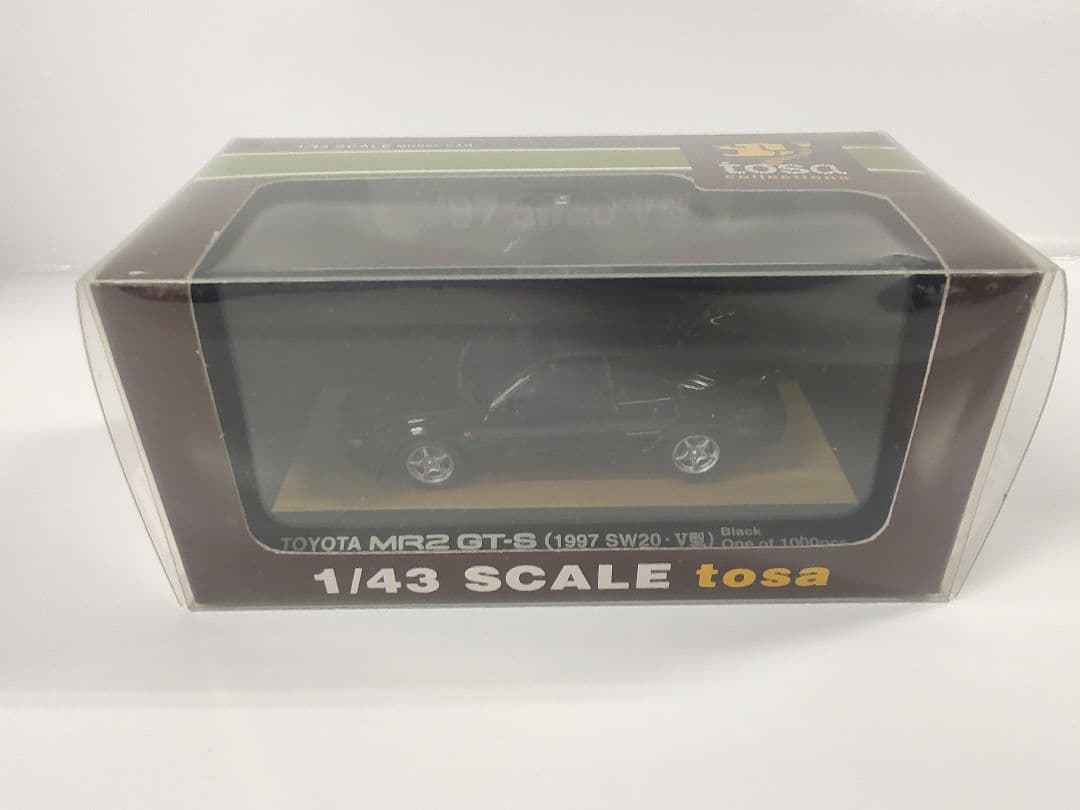 1/43 SCALE MODEL CAR
tosa
collections
TOYOTA MR2 GT-S (1997 SW20・V型) Black
One of 1000pcs
1/43 SCALE tosa